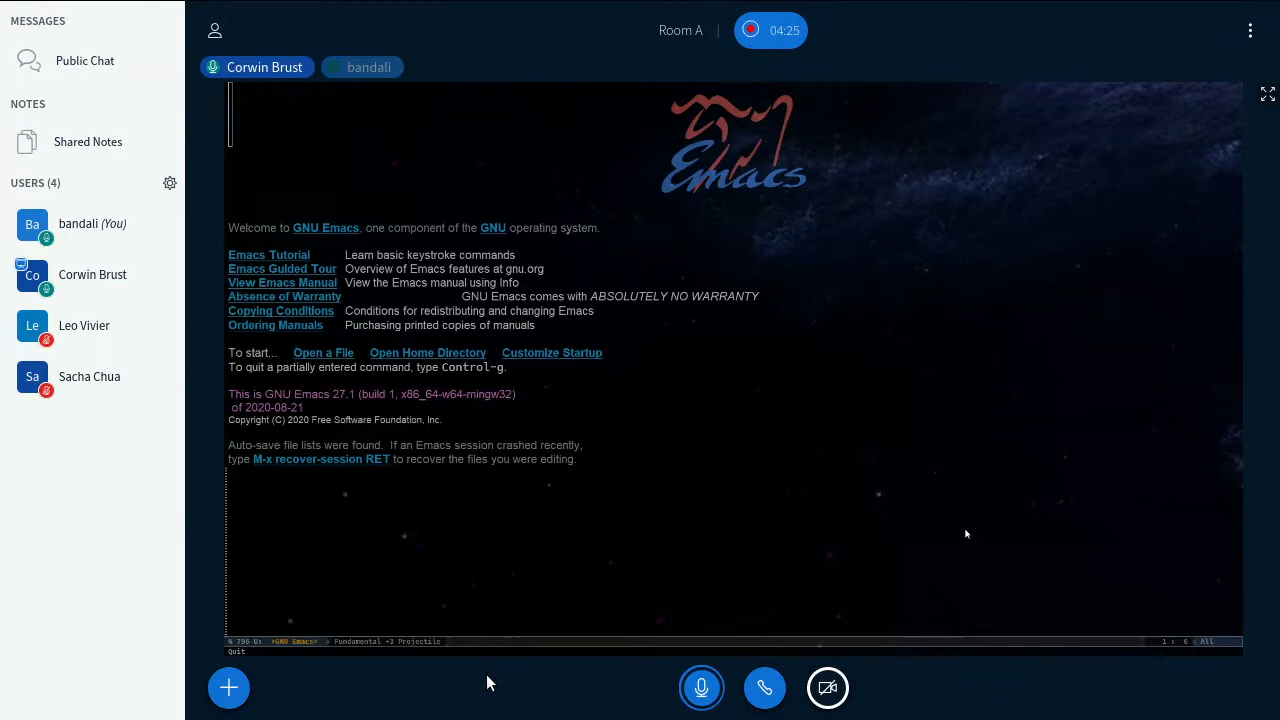 MESSAGES
Public Chat
NOTES
Shared Notes
USERS (4)
Ba
bandali (You)
Co
Corwin Brust
Le
Leo Vivier
Sa
Sacha Chua
Room A
04:25
Corwin Brust
bandali
Emacs
Welcome to GNU Emacs, one component of the GNU operating system.
Emacs Tutorial Learn basic keystroke commands
Emacs Guided Tour Overview of Emacs features at gnu.org
View Emacs Manual View the Emacs manual using Info
Absence of Warranty GNU Emacs comes with ABSOLUTELY NO WARRANTY
Copying Conditions Conditions for redistributing and changing Emacs
Ordering Manuals Purchasing printed copies of manuals
To start... Open a File Open Home Directory Customize Startup
To quit a partially entered command, type Control-g.
This is GNU Emacs 27.1 (build 1, x86_64-w64-mingw32)
of 2020-08-21
Copyright (C) 2020 Free Software Foundation, Inc.
Auto-save file lists were found. If an Emacs session crashed recently,
type M-x recover-session RET to recover the files you were editing.
% 796 U: *GNU Emacs* Fundamental +3 Projectile 1: 0 All
Quit